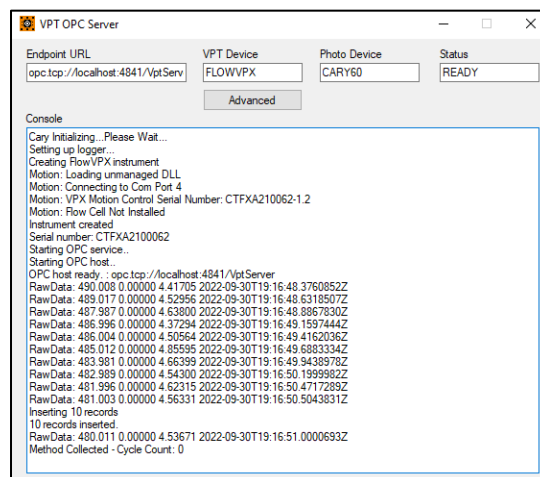 VPT OPC Server
Endpoint URL VPT Device Photo Device Status
opc.tcp://localhost:4841/VptServ FLOWVPX CARY60 READY
Advanced
Console
Cary Initializing...Please Wait...
Setting up logger...
Creating FlowVPX instrument
Motion: Loading unmanaged DLL
Motion: Connecting to Com Port 4
Motion: VPX Motion Control Serial Number: CTFXA210062-1.2
Motion: Flow Cell Not Installed
Instrument created
Serial number: CTFXA2100062
Starting OPC service..
Starting OPC host..
OPC host ready. : opc.tcp://localhost:4841/VptServer
RawData: 490.008 0.00000 4.41705 2022-09-30T19:16:48.3760852Z
RawData: 489.017 0.00000 4.52956 2022-09-30T19:16:48.6318507Z
RawData: 487.987 0.00000 4.63800 2022-09-30T19:16:48.8867830Z
RawData: 486.996 0.00000 4.37294 2022-09-30T19:16:49.1597444Z
RawData: 486.004 0.00000 4.50564 2022-09-30T19:16:49.4162036Z
RawData: 485.012 0.00000 4.85595 2022-09-30T19:16:49.6883334Z
RawData: 483.981 0.00000 4.66399 2022-09-30T19:16:49.9438978Z
RawData: 482.989 0.00000 4.54300 2022-09-30T19:16:50.1999982Z
RawData: 481.996 0.00000 4.62315 2022-09-30T19:16:50.4717289Z
RawData: 481.003 0.00000 4.56331 2022-09-30T19:16:50.5043831Z
Inserting 10 records
10 records inserted.
RawData: 480.011 0.00000 4.53671 2022-09-30T19:16:51.0000693Z
Method Collected - Cycle Count: 0